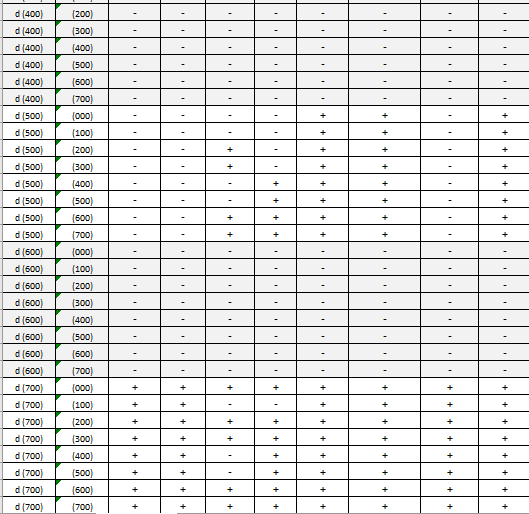 d (400) (200) - - - - - - - -
d (400) (300) - - - - - - - -
d (400) (400) - - - - - - - -
d (400) (500) - - - - - - - -
d (400) (600) - - - - - - - -
d (400) (700) - - - - - - - -
d (500) (000) - - - - + + - +
d (500) (100) - - - - + + - +
d (500) (200) - - + - + + - +
d (500) (300) - - + - + + - +
d (500) (400) - - - + + + - +
d (500) (500) - - - + + + - +
d (500) (600) - - + + + + - +
d (500) (700) - - + + + + - +
d (600) (000) - - - - - - - -
d (600) (100) - - - - - - - -
d (600) (200) - - - - - - - -
d (600) (300) - - - - - - - -
d (600) (400) - - - - - - - -
d (600) (500) - - - - - - - -
d (600) (600) - - - - - - - -
d (600) (700) - - - - - - - -
d (700) (000) + + + + + + + +
d (700) (100) + + - - + + + +
d (700) (200) + + + + + + + +
d (700) (300) + + + + + + + +
d (700) (400) + + - + + + + +
d (700) (500) + + - + + + + +
d (700) (600) + + + + + + + +
d (700) (700) + + + + + + + +